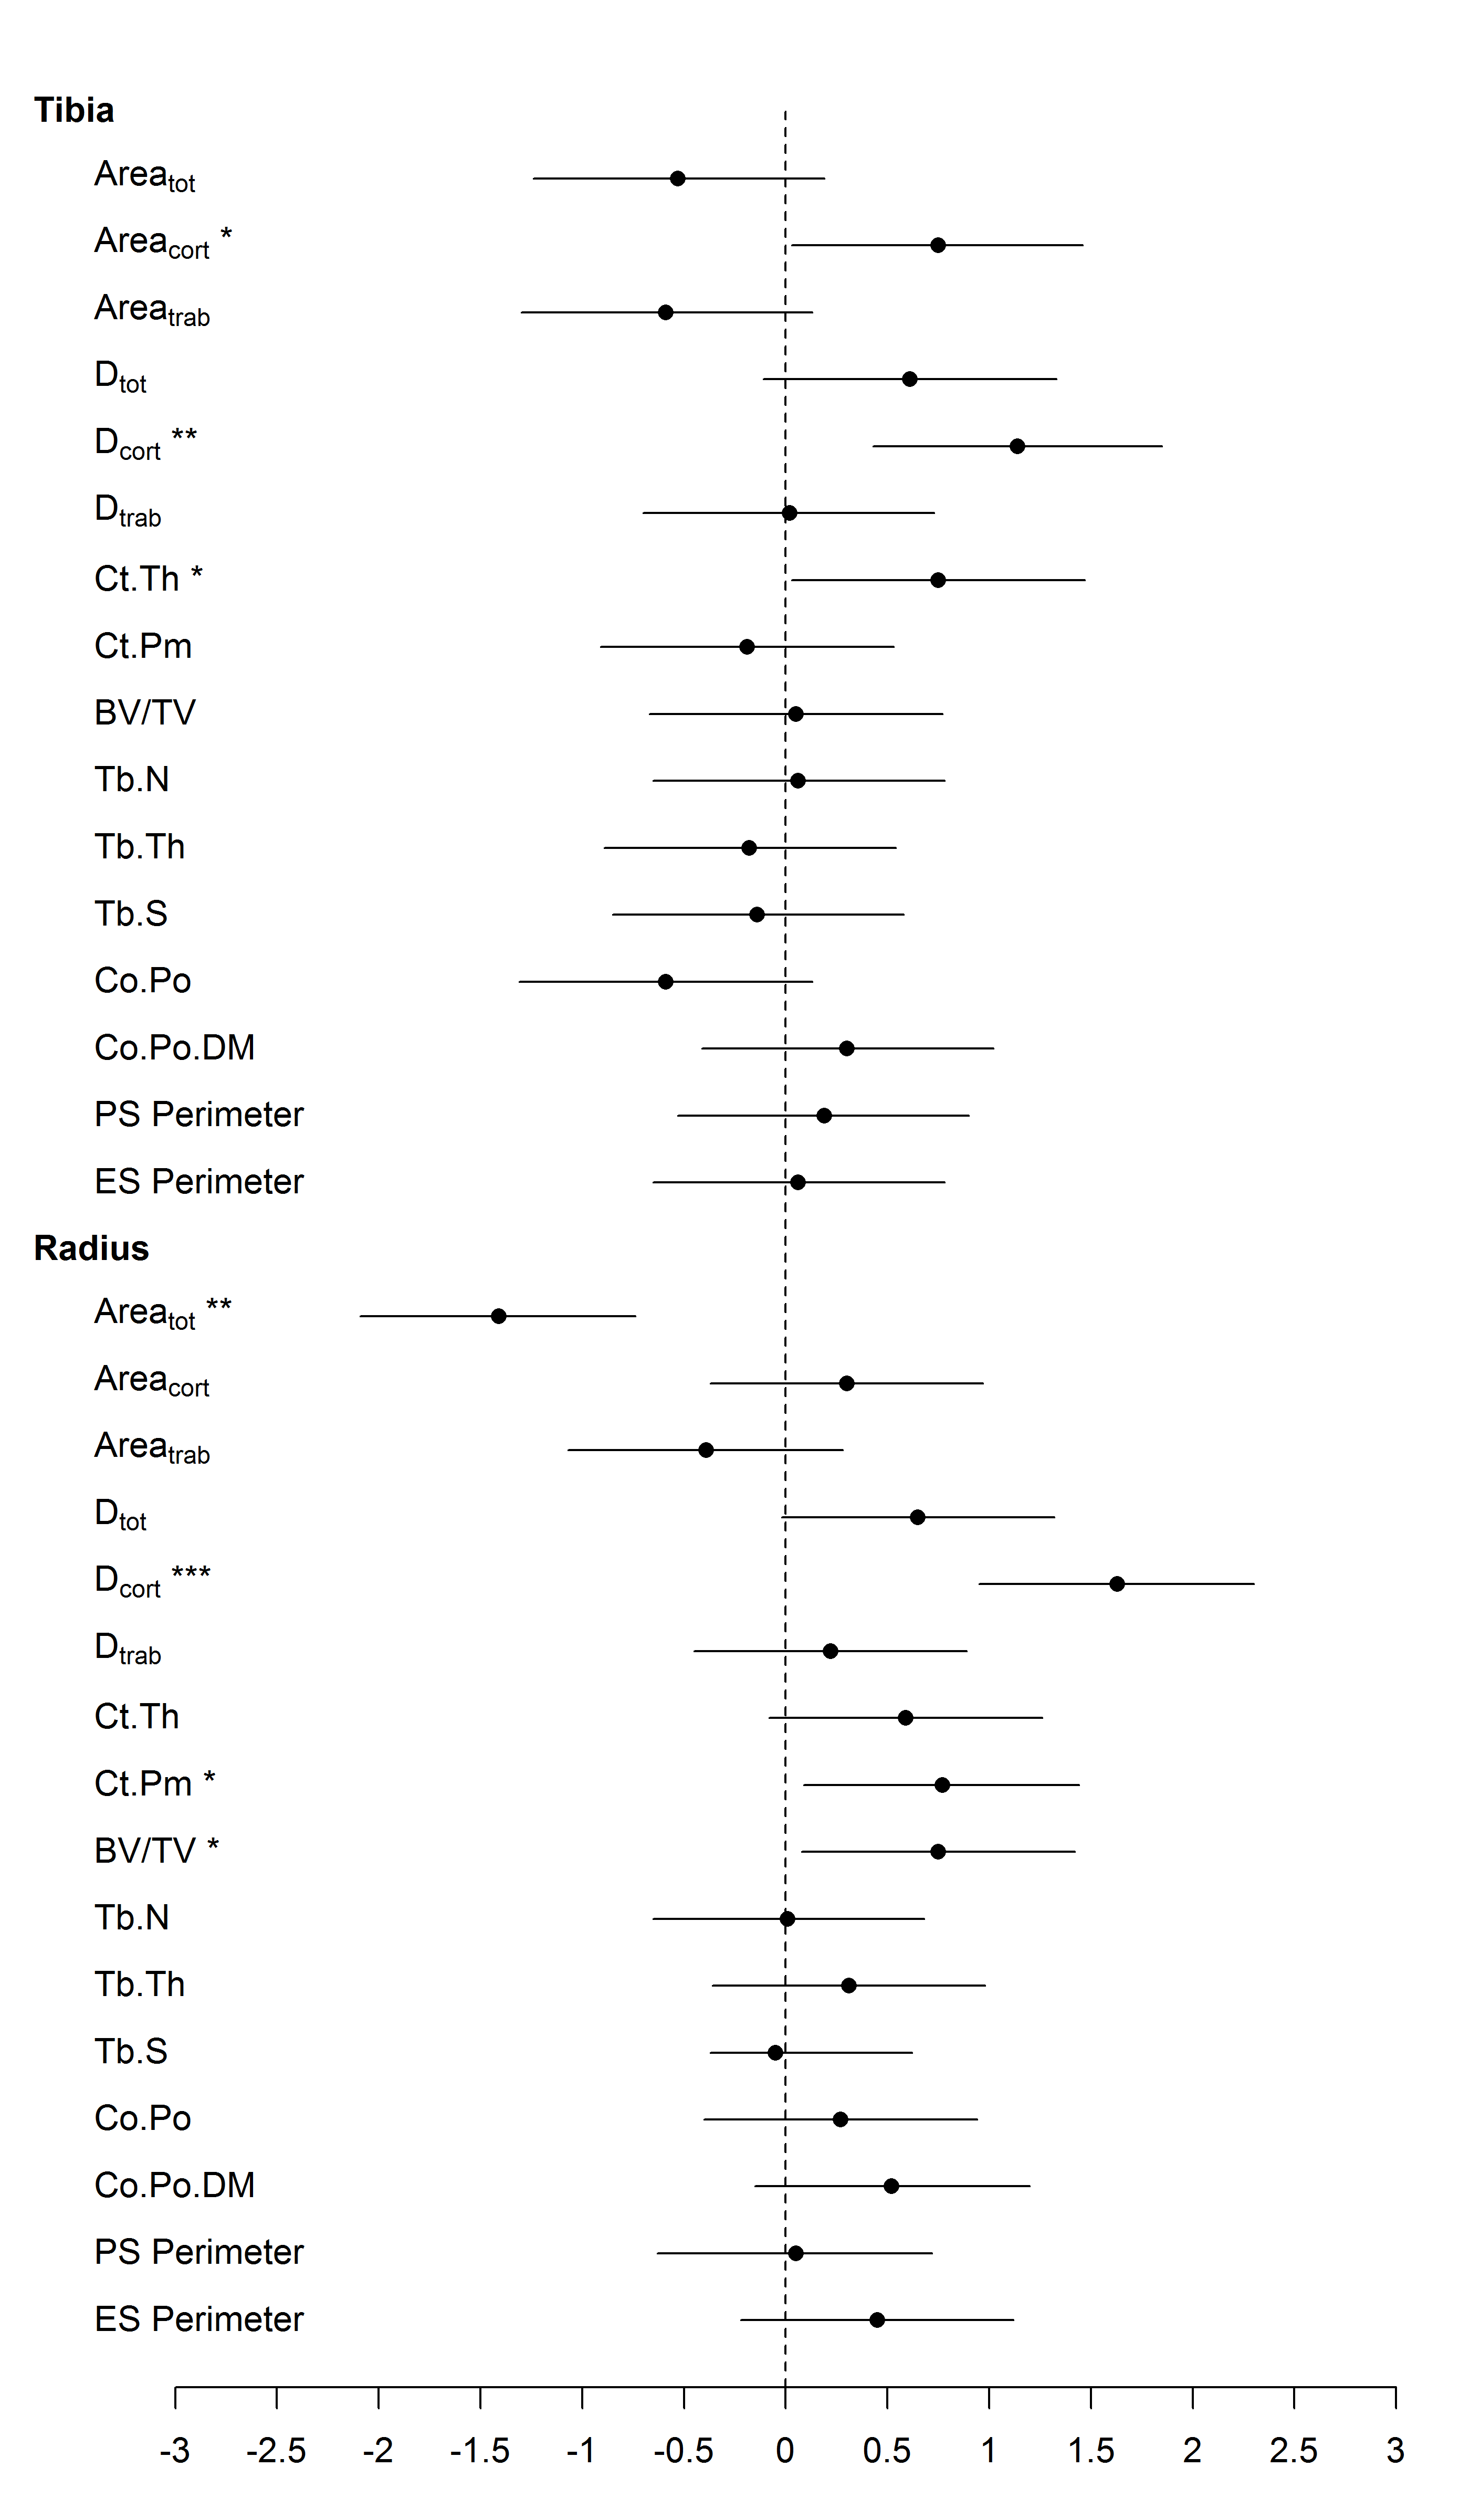 Tibia
Areatot
Areacort *
Areatrab
Dtot
Dcort **
Dtrab
Ct.Th *
Ct.Pm
BV/TV
Tb.N
Tb.Th
Tb.S
Co.Po
Co.Po.DM
PS Perimeter
ES Perimeter
Radius
Areatot **
Areacort
Areatrab
Dtot
Dcort ***
Dtrab
Ct.Th
Ct.Pm *
BV/TV *
Tb.N
Tb.Th
Tb.S
Co.Po
Co.Po.DM
PS Perimeter
ES Perimeter
-3 -2.5 -2 -1.5 -1 -0.5 0 0.5 1 1.5 2 2.5 3